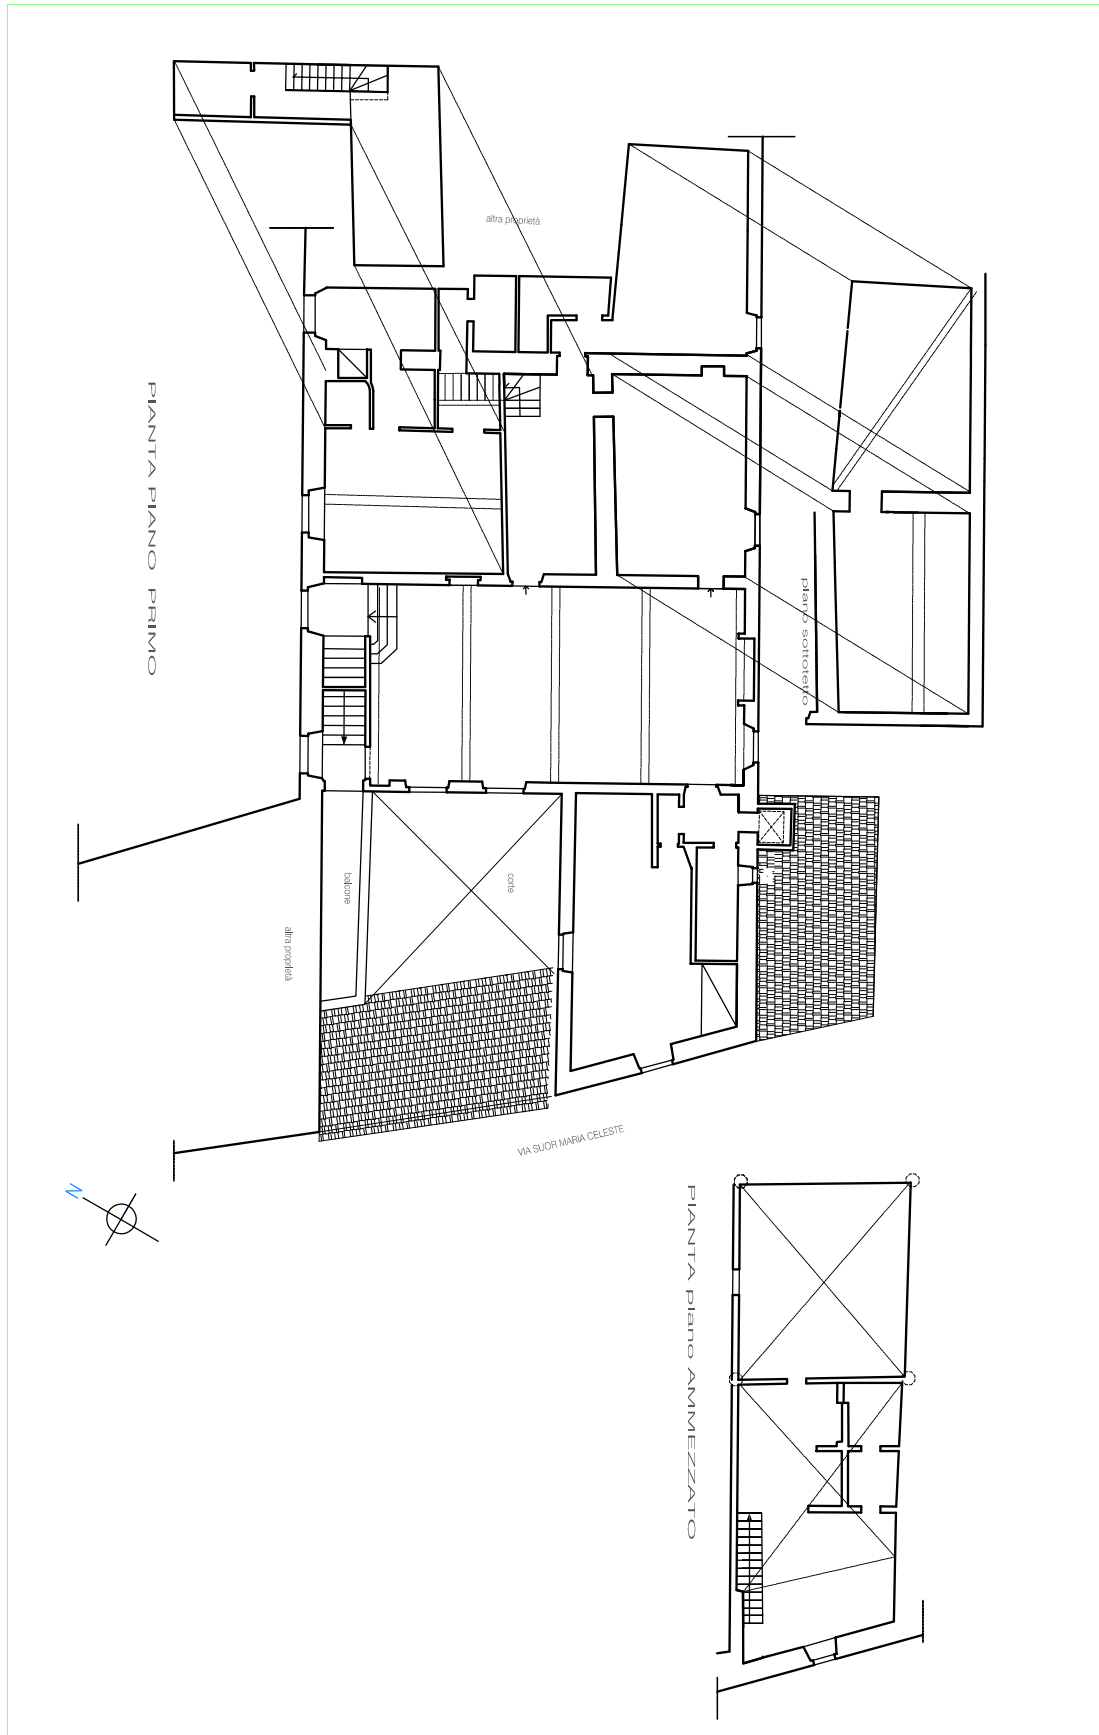 altra proprietà
PIANTA PIANO PRIMO
piano sottotetto
balcone
corte
altra proprietà
VIA SUOR MARIA CELESTE
N
PIANTA piano AMMEZZATO